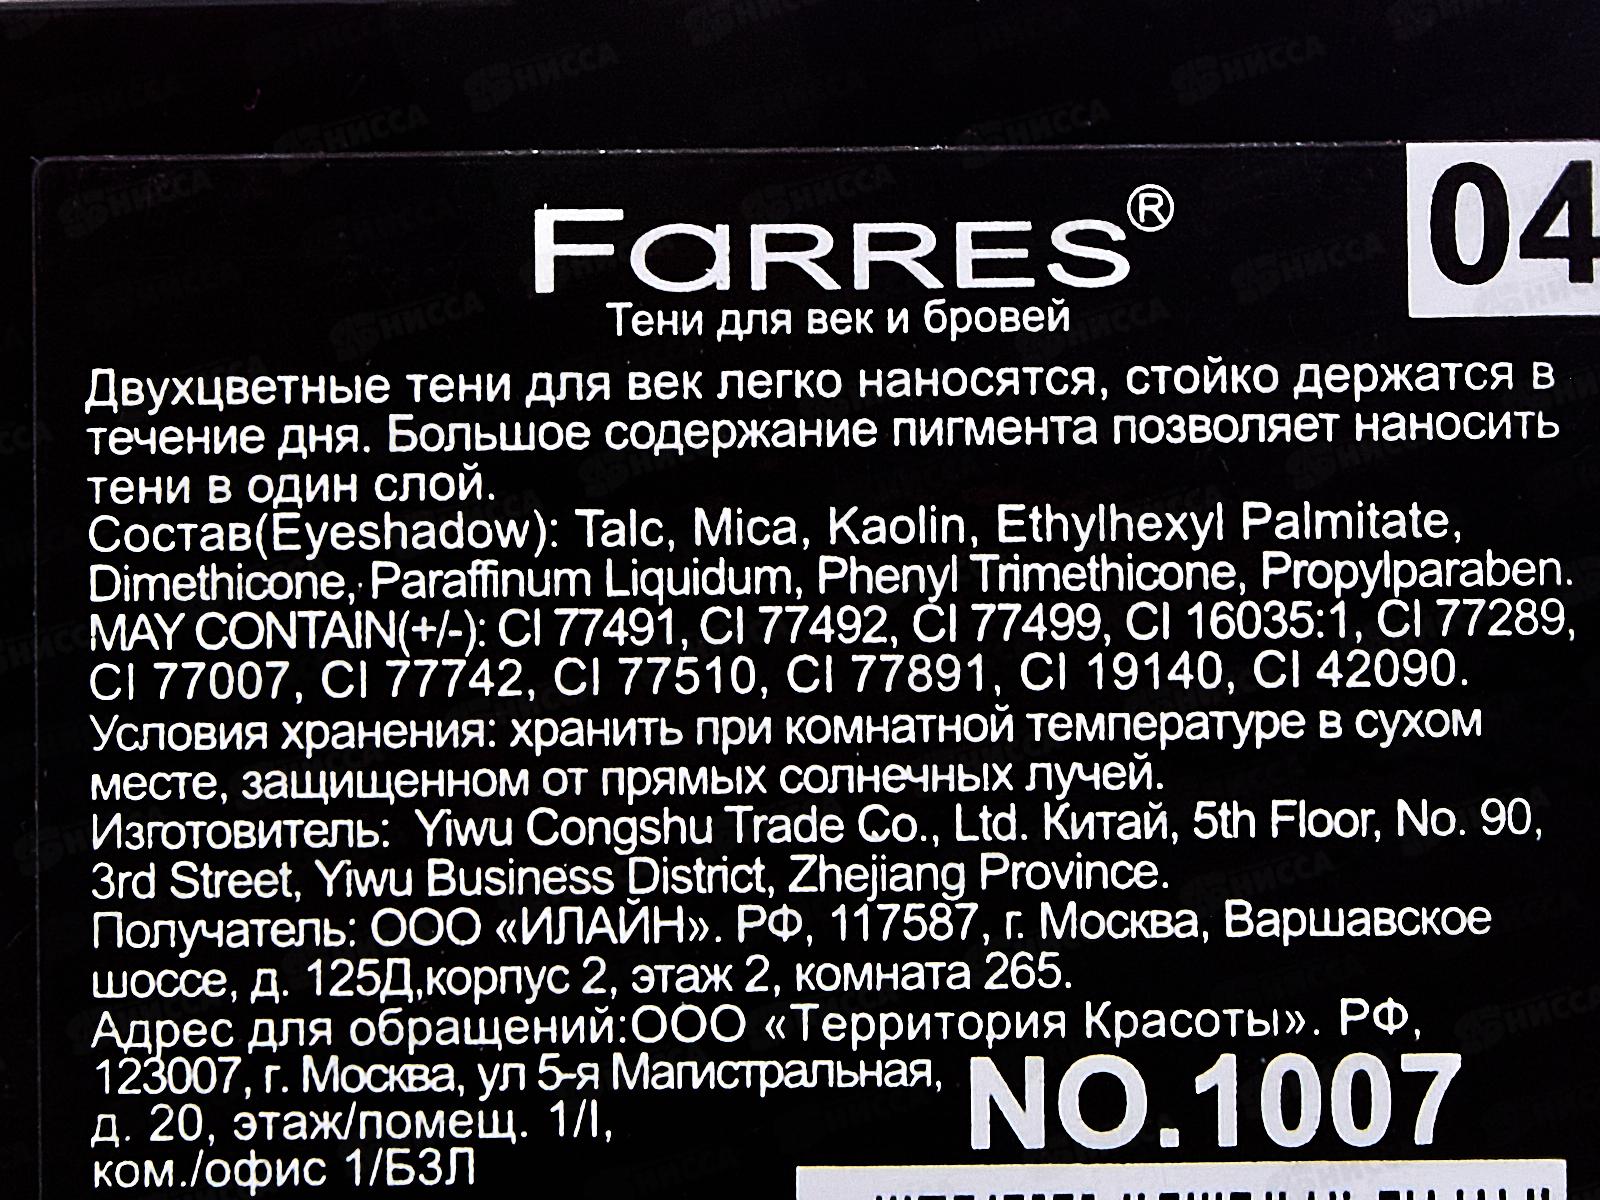 FARRES®
04
Тени для век и бровей
Двухцветные тени для век легко наносятся, стойко держатся в
течение дня. Большое содержание пигмента позволяет наносить
тени в один слой.
Состав(Eyeshadow): Talc, Mica, Kaolin, Ethylhexyl Palmitate,
Dimethicone, Paraffinum Liquidum, Phenyl Trimethicone, Propylparaben.
MAY CONTAIN(+/-): CI 77491, CI 77492, CI 77499, CI 16035:1, CI 77289,
CI 77007, CI 77742, CI 77510, CI 77891, CI 19140, CI 42090.
Условия хранения: хранить при комнатной температуре в сухом
месте, защищенном от прямых солнечных лучей.
Изготовитель: Yiwu Congshu Trade Co., Ltd. Китай, 5th Floor, No. 90,
3rd Street, Yiwu Business District, Zhejiang Province.
Получатель: ООО «ИЛАЙН». РФ, 117587, г. Москва, Варшавское
шоссе, д. 125Д,корпус 2, этаж 2, комната 265.
Адрес для обращений:ООО «Территория Красоты». РФ,
123007, г. Москва, ул 5-я Магистральная,
д. 20, этаж/помещ. 1/I,
ком./офис 1/БЗЛ
NO.1007